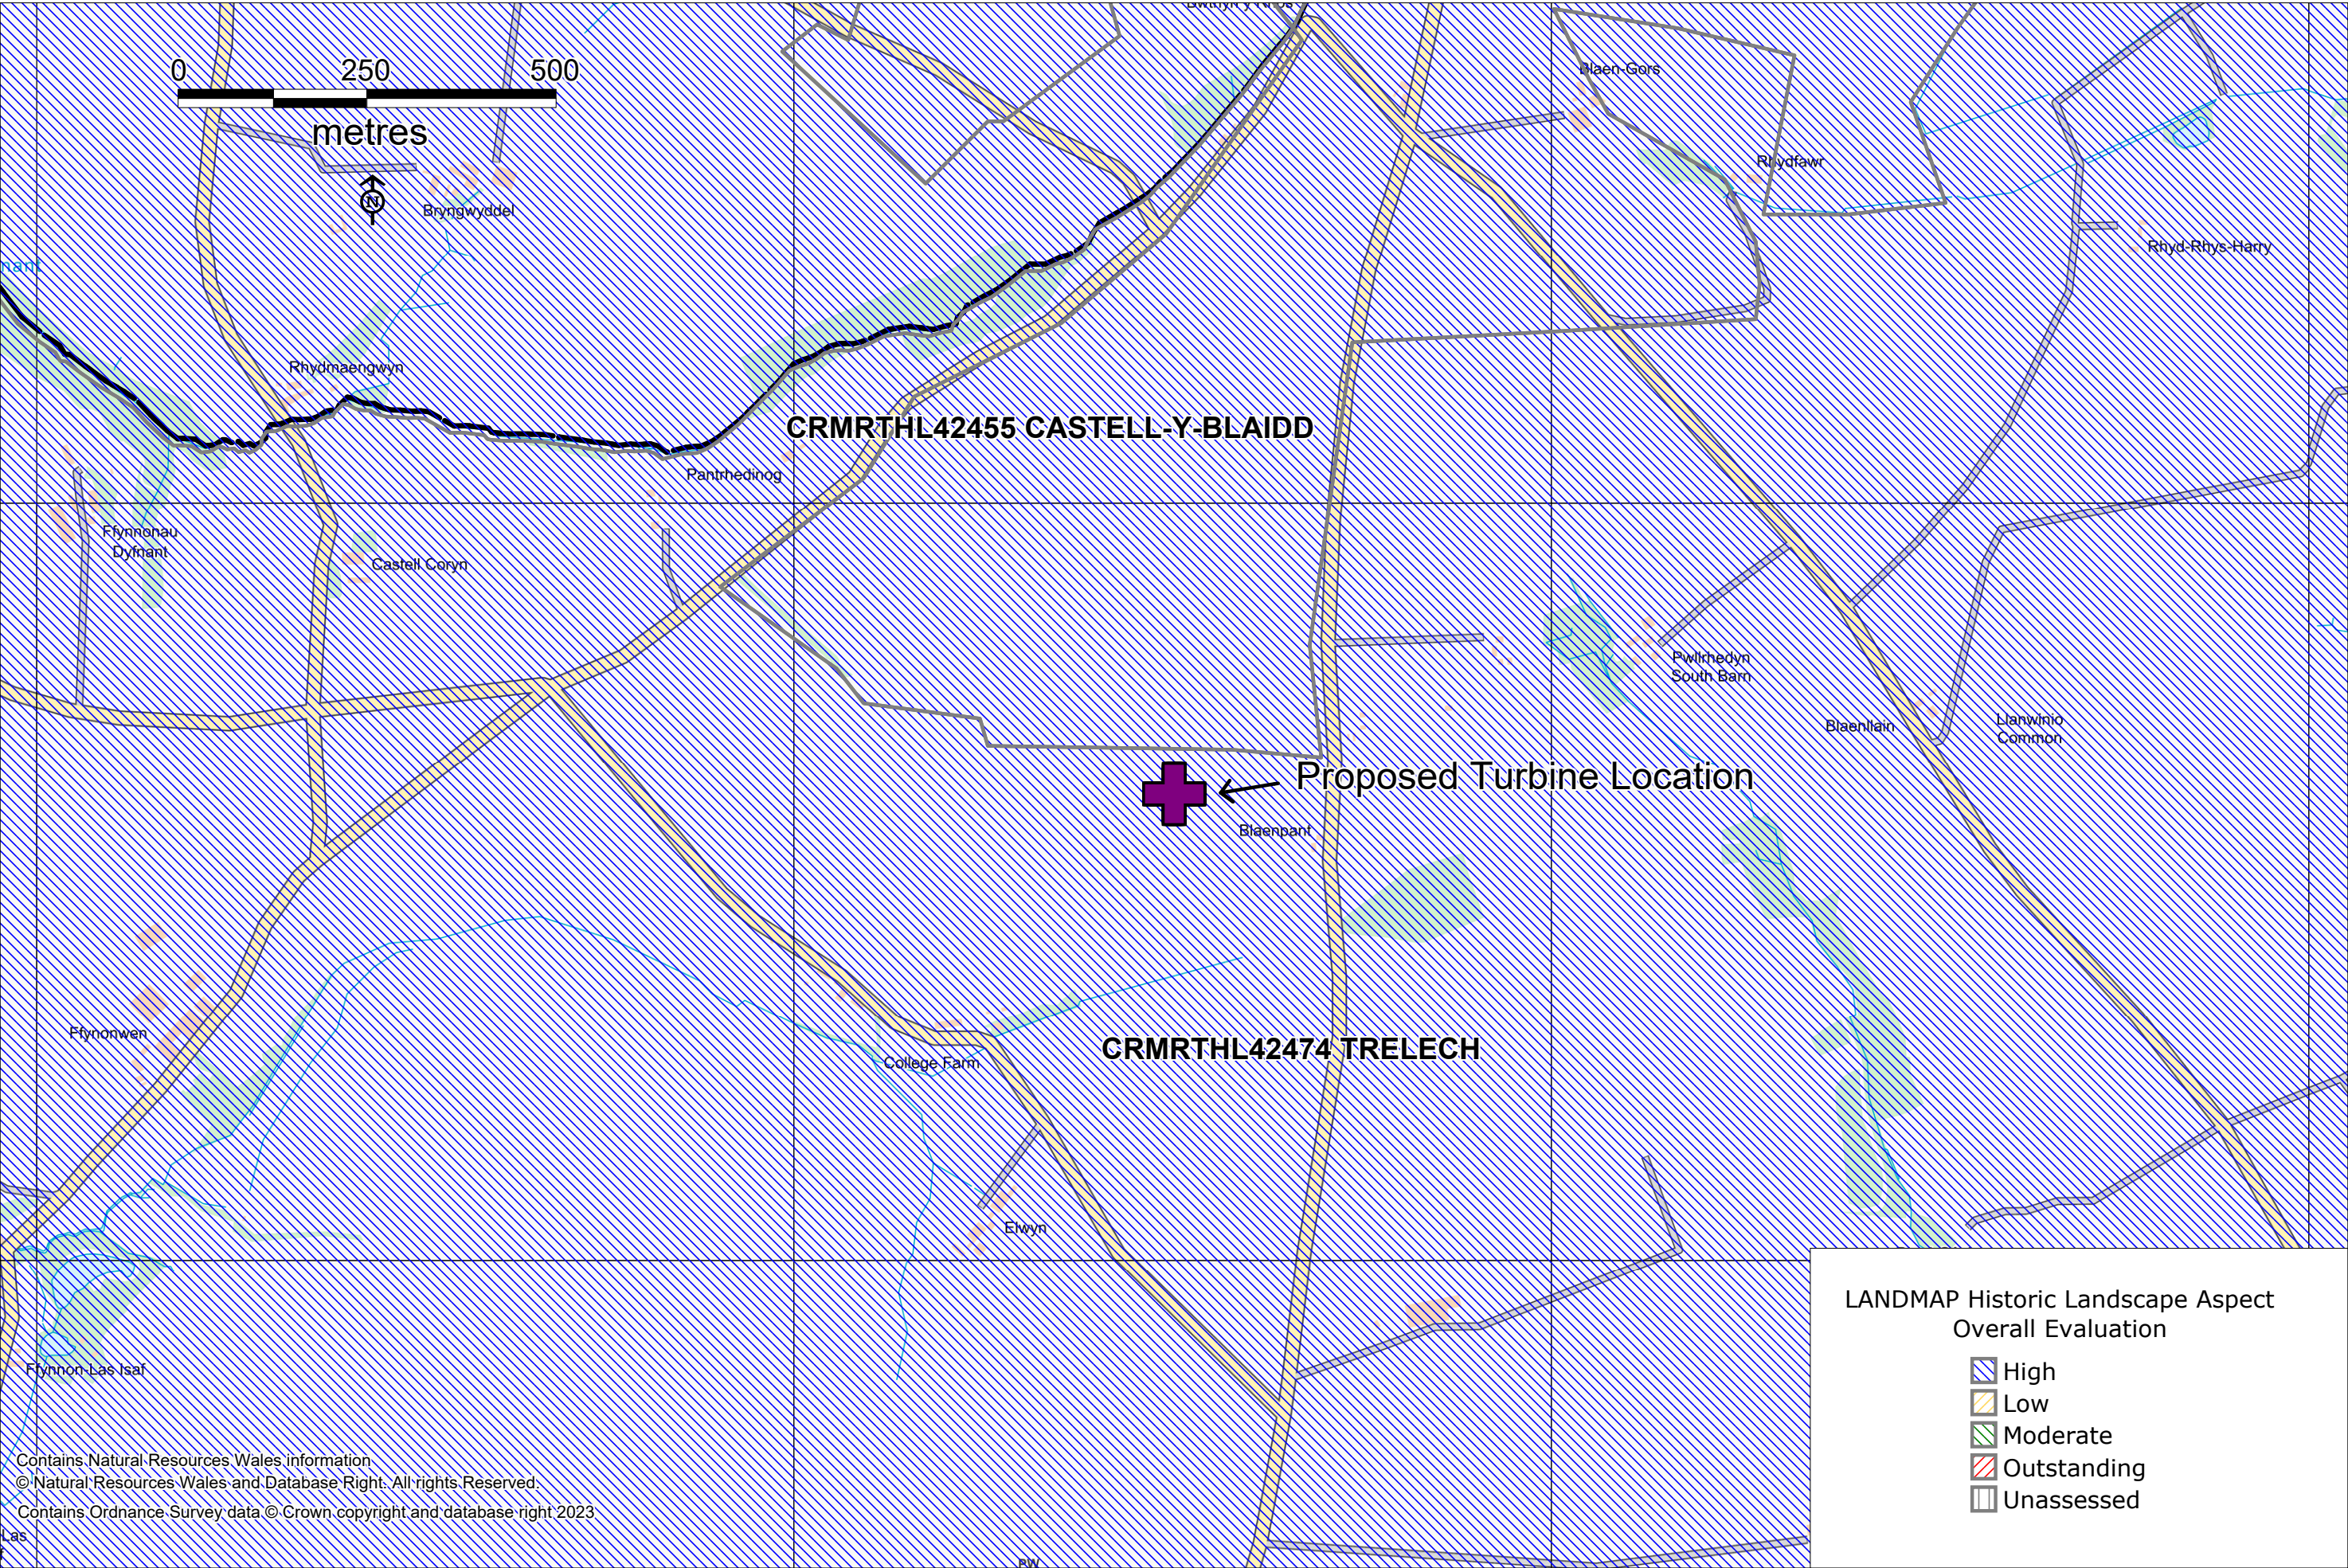 0 250 500
metres
N
Bryngwyddel
Blaen-Gors
Rhydfawr
Rhyd-Rhys-Harry
nant
Rhydmaengwyn
CRMRTHL42455 CASTELL-Y-BLAIDD
Pantrhedinog
Ffynnonau
Dyfnant
Castell Coryn
Pwllrhedyn
South Barn
Blaenllain
Llanwinio
Common
Proposed Turbine Location
Blaenpant
Ffynonwen
CRMRTHL42474 TRELECH
College Farm
Elwyn
Ffynnon-Las Isaf
LANDMAP Historic Landscape Aspect
Overall Evaluation
High
Low
Moderate
Outstanding
Unassessed
Contains Natural Resources Wales information
© Natural Resources Wales and Database Right. All rights Reserved.
Contains Ordnance Survey data © Crown copyright and database right 2023
Las
PW